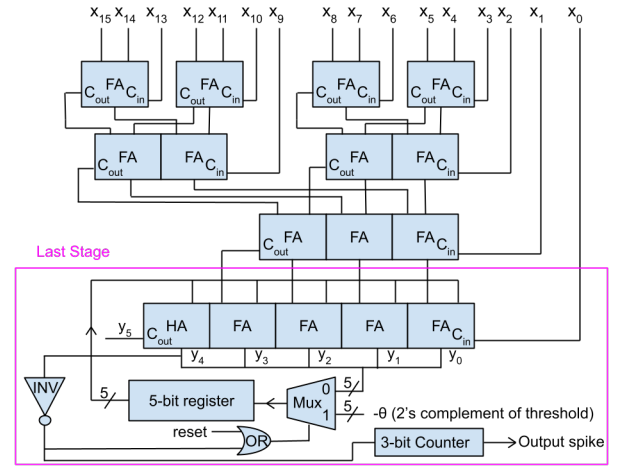 x15 x14 x13 x12 x11 x10 x9 x8 x7 x6 x5 x4 x3 x2 x1 x0
FA FA FA FA
Cout Cin Cout Cin Cout Cin Cout Cin
FA FA FA FA
Cout Cin Cout Cin
FA FA FA
Cout Cin
Last Stage
HA FA FA FA FA
y5 Cout Cin
y4 y3 y2 y1 y0
INV
5 5-bit register Mux 0 5
1 5 -θ (2's complement of threshold)
reset OR
3-bit Counter Output spike